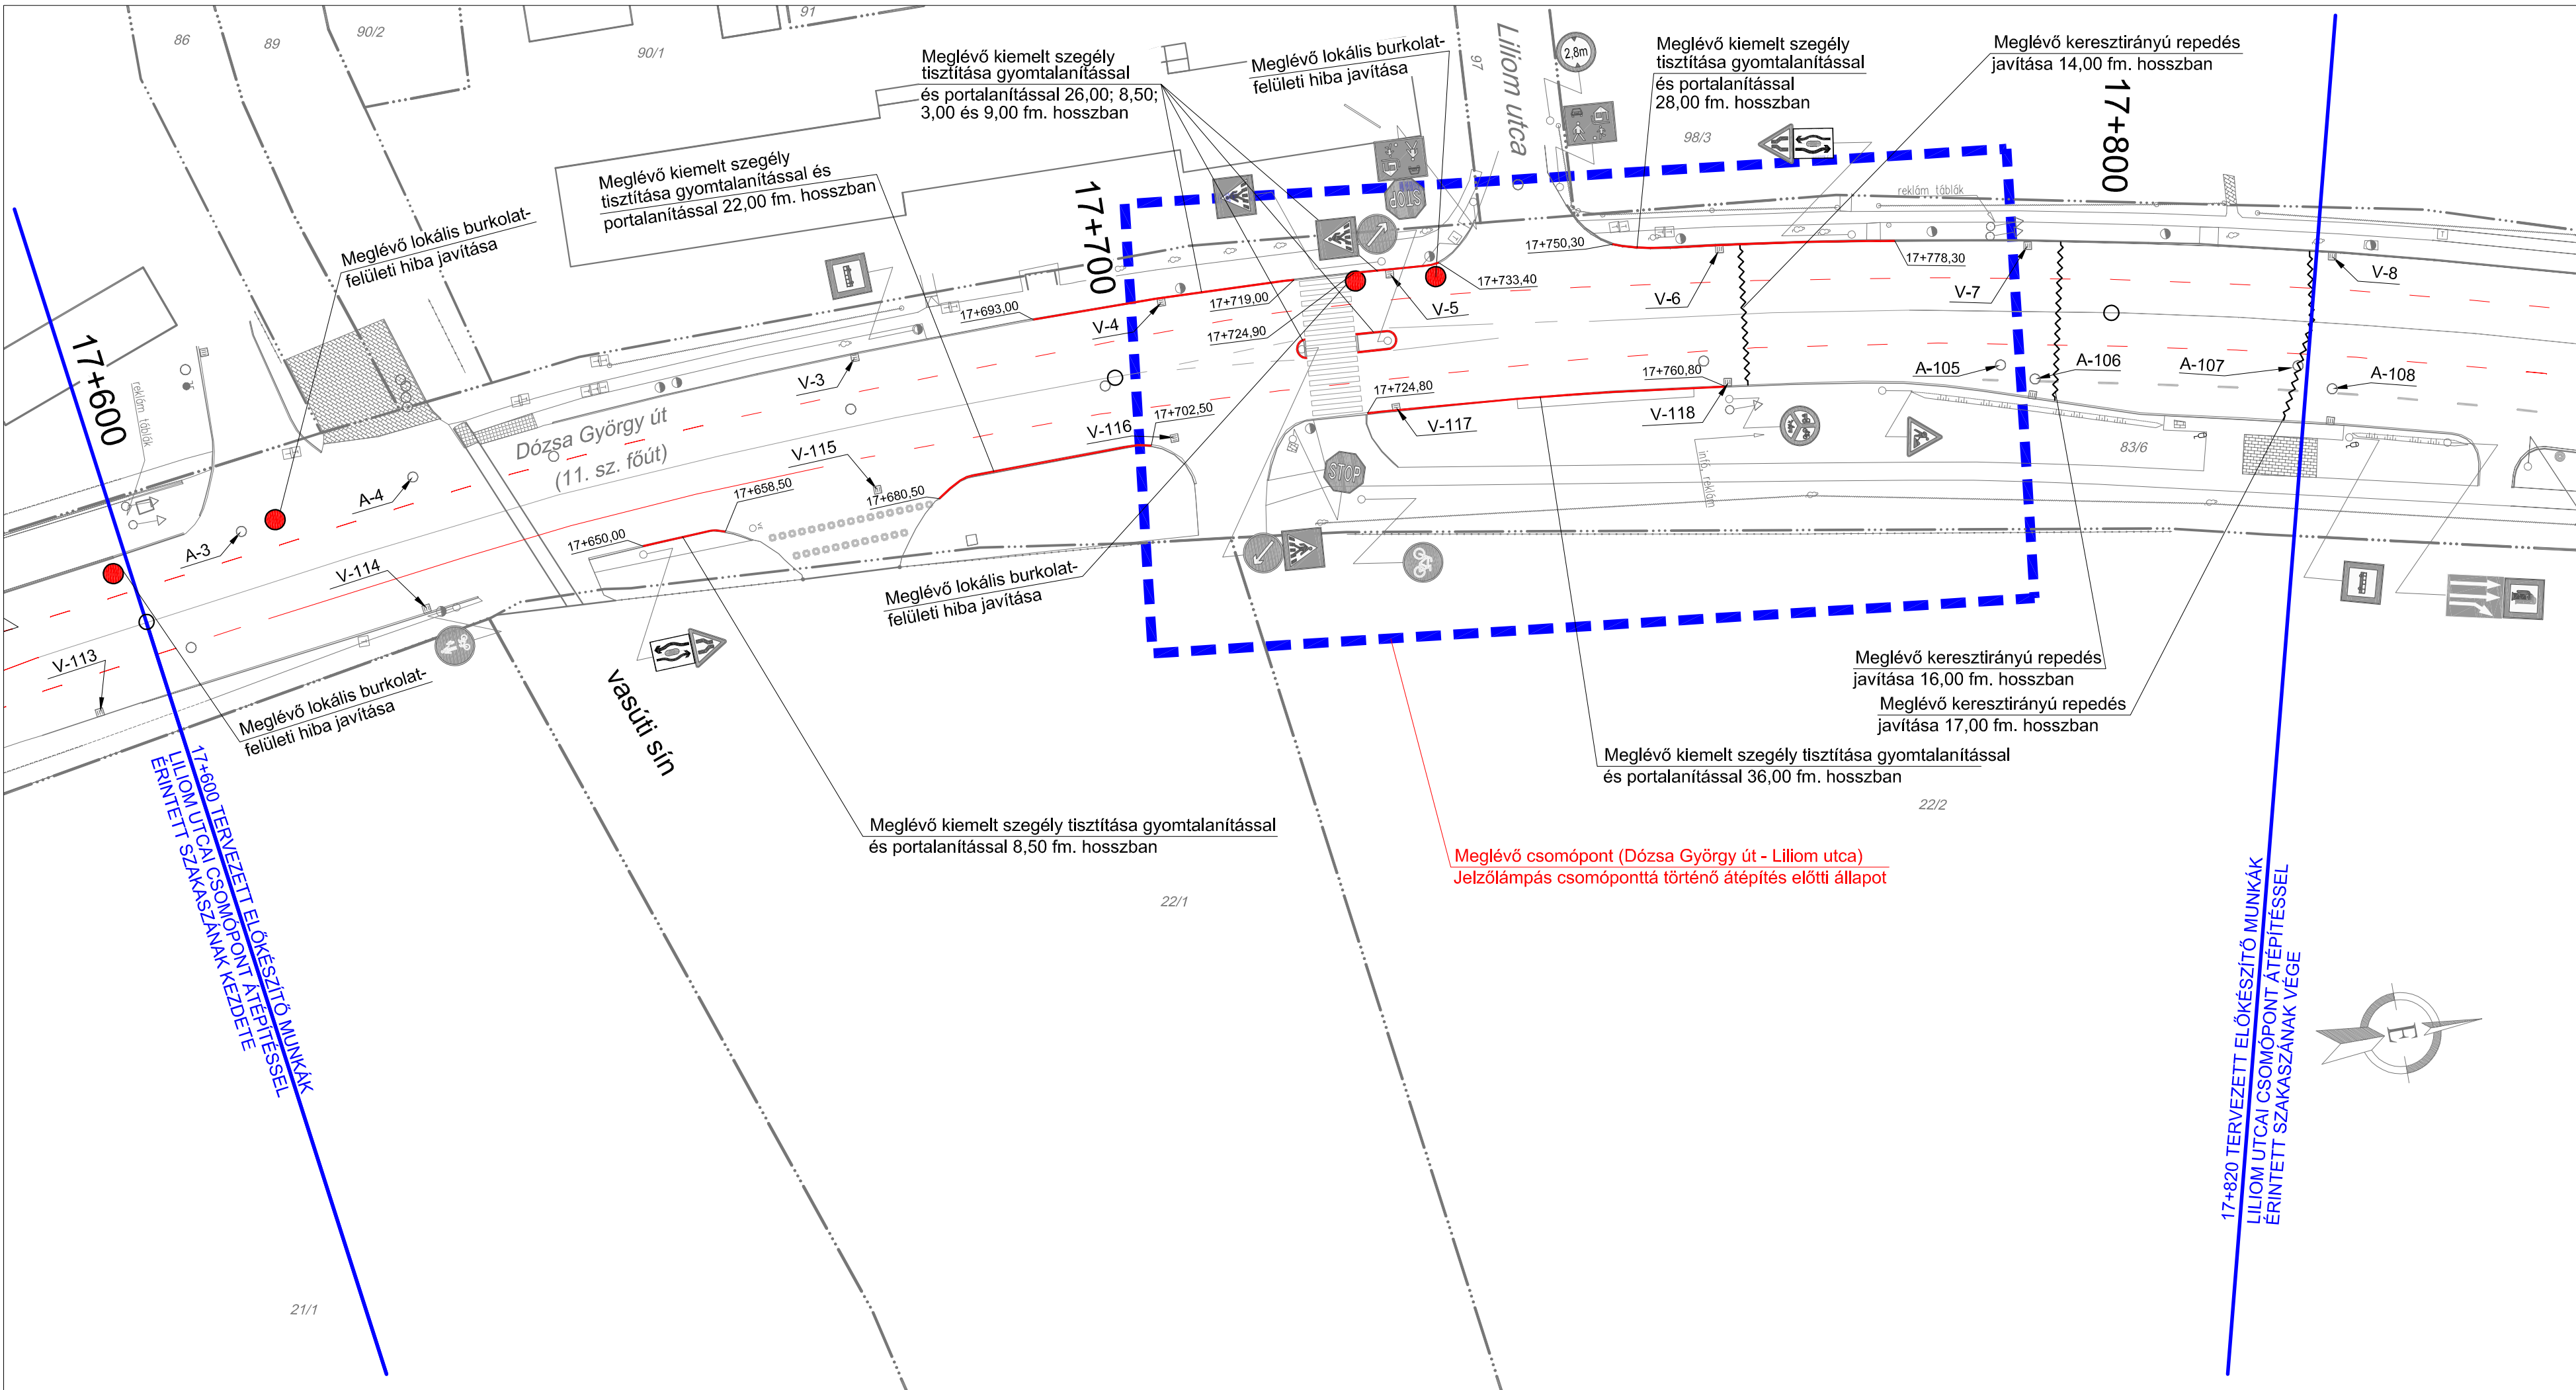 86
89
90/2
90/1
91
97
98/3
Liliom utca
2,8m
17+800
Meglévő kiemelt szegély
tisztítása gyomtalanítással
és portalanítással 26,00; 8,50;
3,00 és 9,00 fm. hosszban
Meglévő lokális burkolat-
felületi hiba javítása
Meglévő kiemelt szegély
tisztítása gyomtalanítással
és portalanítással
28,00 fm. hosszban
Meglévő keresztirányú repedés
javítása 14,00 fm. hosszban
Meglévő kiemelt szegély
tisztítása gyomtalanítással és
portalanítással 22,00 fm. hosszban
Meglévő lokális burkolat-
felületi hiba javítása
17+700
STOP
reklám táblák
17+750,30
17+778,30
17+733,40
17+719,00
17+724,90
17+693,00
V-3
V-4
V-5
V-6
V-7
V-8
17+600
reklám táblák
Dózsa György út
(11. sz. főút)
A-3
A-4
V-113
V-114
V-115
V-116
V-117
V-118
17+650,00
17+658,50
17+680,50
17+702,50
17+724,80
17+760,80
A-105
A-106
A-107
A-108
STOP
infó, reklám
83/6
Meglévő lokális burkolat-
felületi hiba javítása
Meglévő lokális burkolat-
felületi hiba javítása
vasúti sín
Meglévő keresztirányú repedés
javítása 16,00 fm. hosszban
Meglévő keresztirányú repedés
javítása 17,00 fm. hosszban
Meglévő kiemelt szegély tisztítása gyomtalanítással
és portalanítással 36,00 fm. hosszban
Meglévő kiemelt szegély tisztítása gyomtalanítással
és portalanítással 8,50 fm. hosszban
Meglévő csomópont (Dózsa György út - Liliom utca)
Jelzőlámpás csomóponttá történő átépítés előtti állapot
22/2
22/1
21/1
17+600 TERVEZETT ELŐKÉSZÍTŐ MUNKÁK
LILIOM UTCAI CSOMÓPONT ÁTÉPÍTÉSSEL
ÉRINTETT SZAKASZÁNAK KEZDETE
17+820 TERVEZETT ELŐKÉSZÍTŐ MUNKÁK
LILIOM UTCAI CSOMÓPONT ÁTÉPÍTÉSSEL
ÉRINTETT SZAKASZÁNAK VÉGE